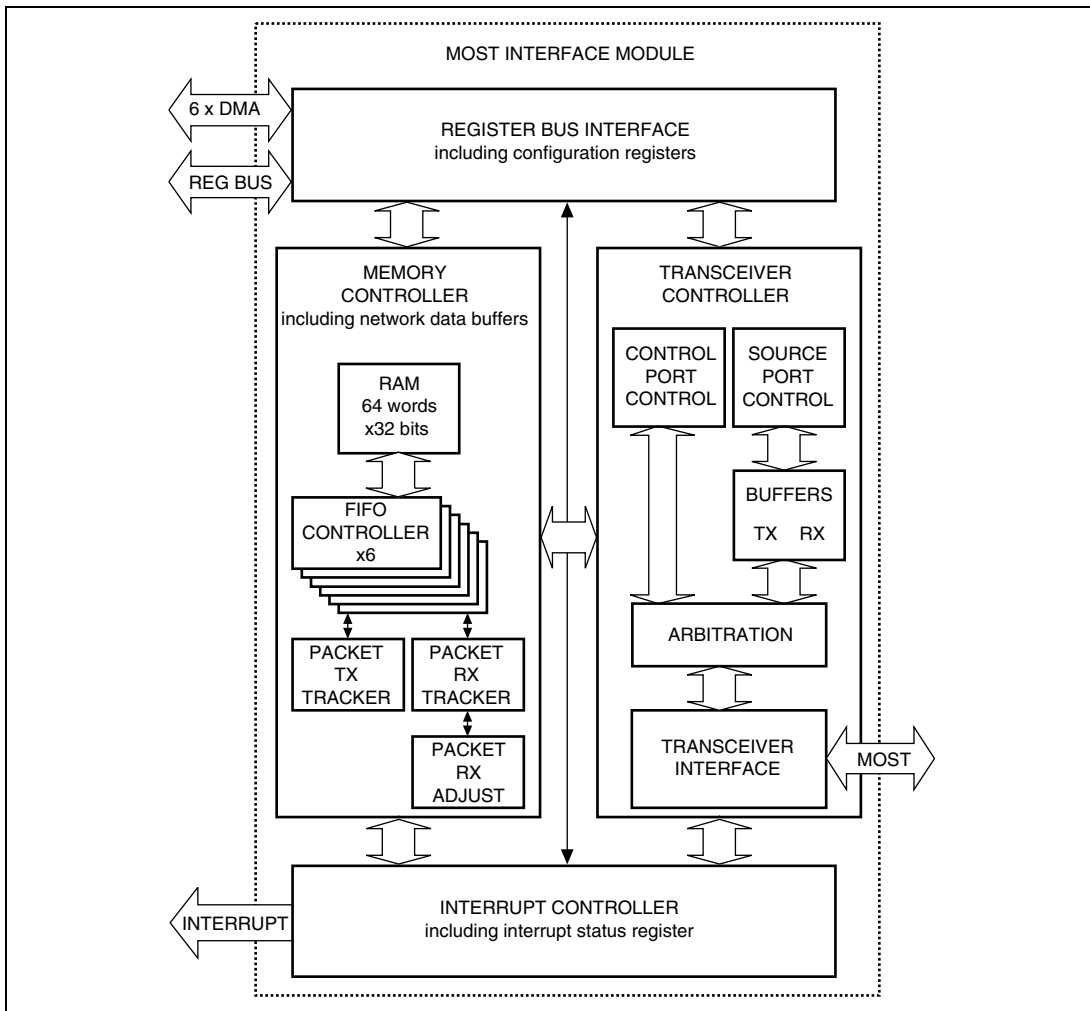 MOST INTERFACE MODULE
6 x DMA
REG BUS
REGISTER BUS INTERFACE
including configuration registers
MEMORY
CONTROLLER
including network data buffers
RAM
64 words
x32 bits
FIFO
CONTROLLER
x6
PACKET
TX
TRACKER
PACKET
RX
TRACKER
PACKET
RX
ADJUST
TRANSCEIVER
CONTROLLER
CONTROL
PORT
CONTROL
SOURCE
PORT
CONTROL
BUFFERS
TX RX
ARBITRATION
TRANSCEIVER
INTERFACE
MOST
INTERRUPT
INTERRUPT CONTROLLER
including interrupt status register